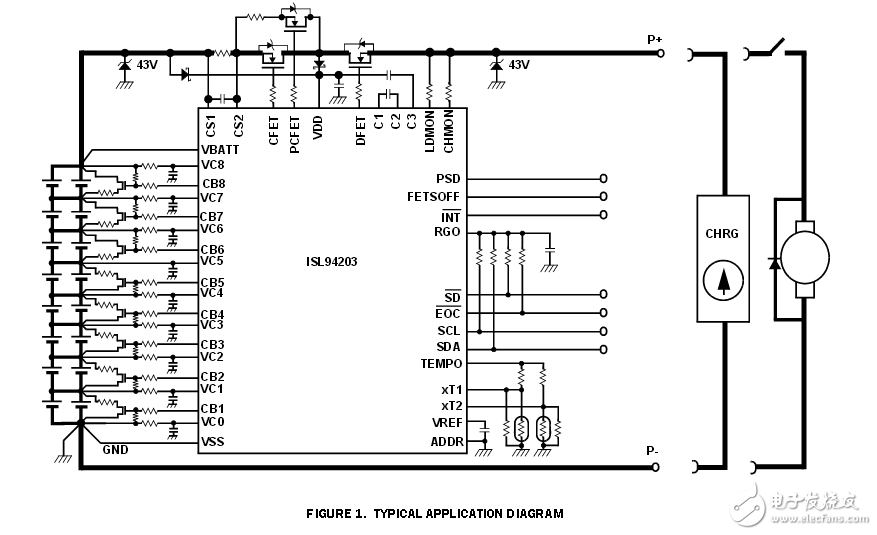 P+
43V
43V
CS1
CS2
CFET
PCFET
VDD
DFET
C1
C2
C3
LDMON
CHMON
VBATT
VC8
CB8
VC7
CB7
VC6
CB6
VC5
CB5
VC4
CB4
VC3
CB3
VC2
CB2
VC1
CB1
VC0
VSS
GND
ISL94203
PSD
FETSOFF
INT
RGO
SD
EOC
SCL
SDA
TEMPO
xT1
xT2
VREF
ADDR
P-
CHRG
FIGURE 1. TYPICAL APPLICATION DIAGRAM
电子发烧友
www.elecfans.com